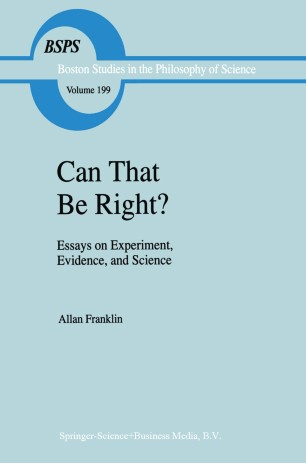 BSPS
Boston Studies in the Philosophy of Science
Volume 199
Can That
Be Right?
Essays on Experiment,
Evidence, and Science
Allan Franklin
Springer-Science+Business Media, B.V.